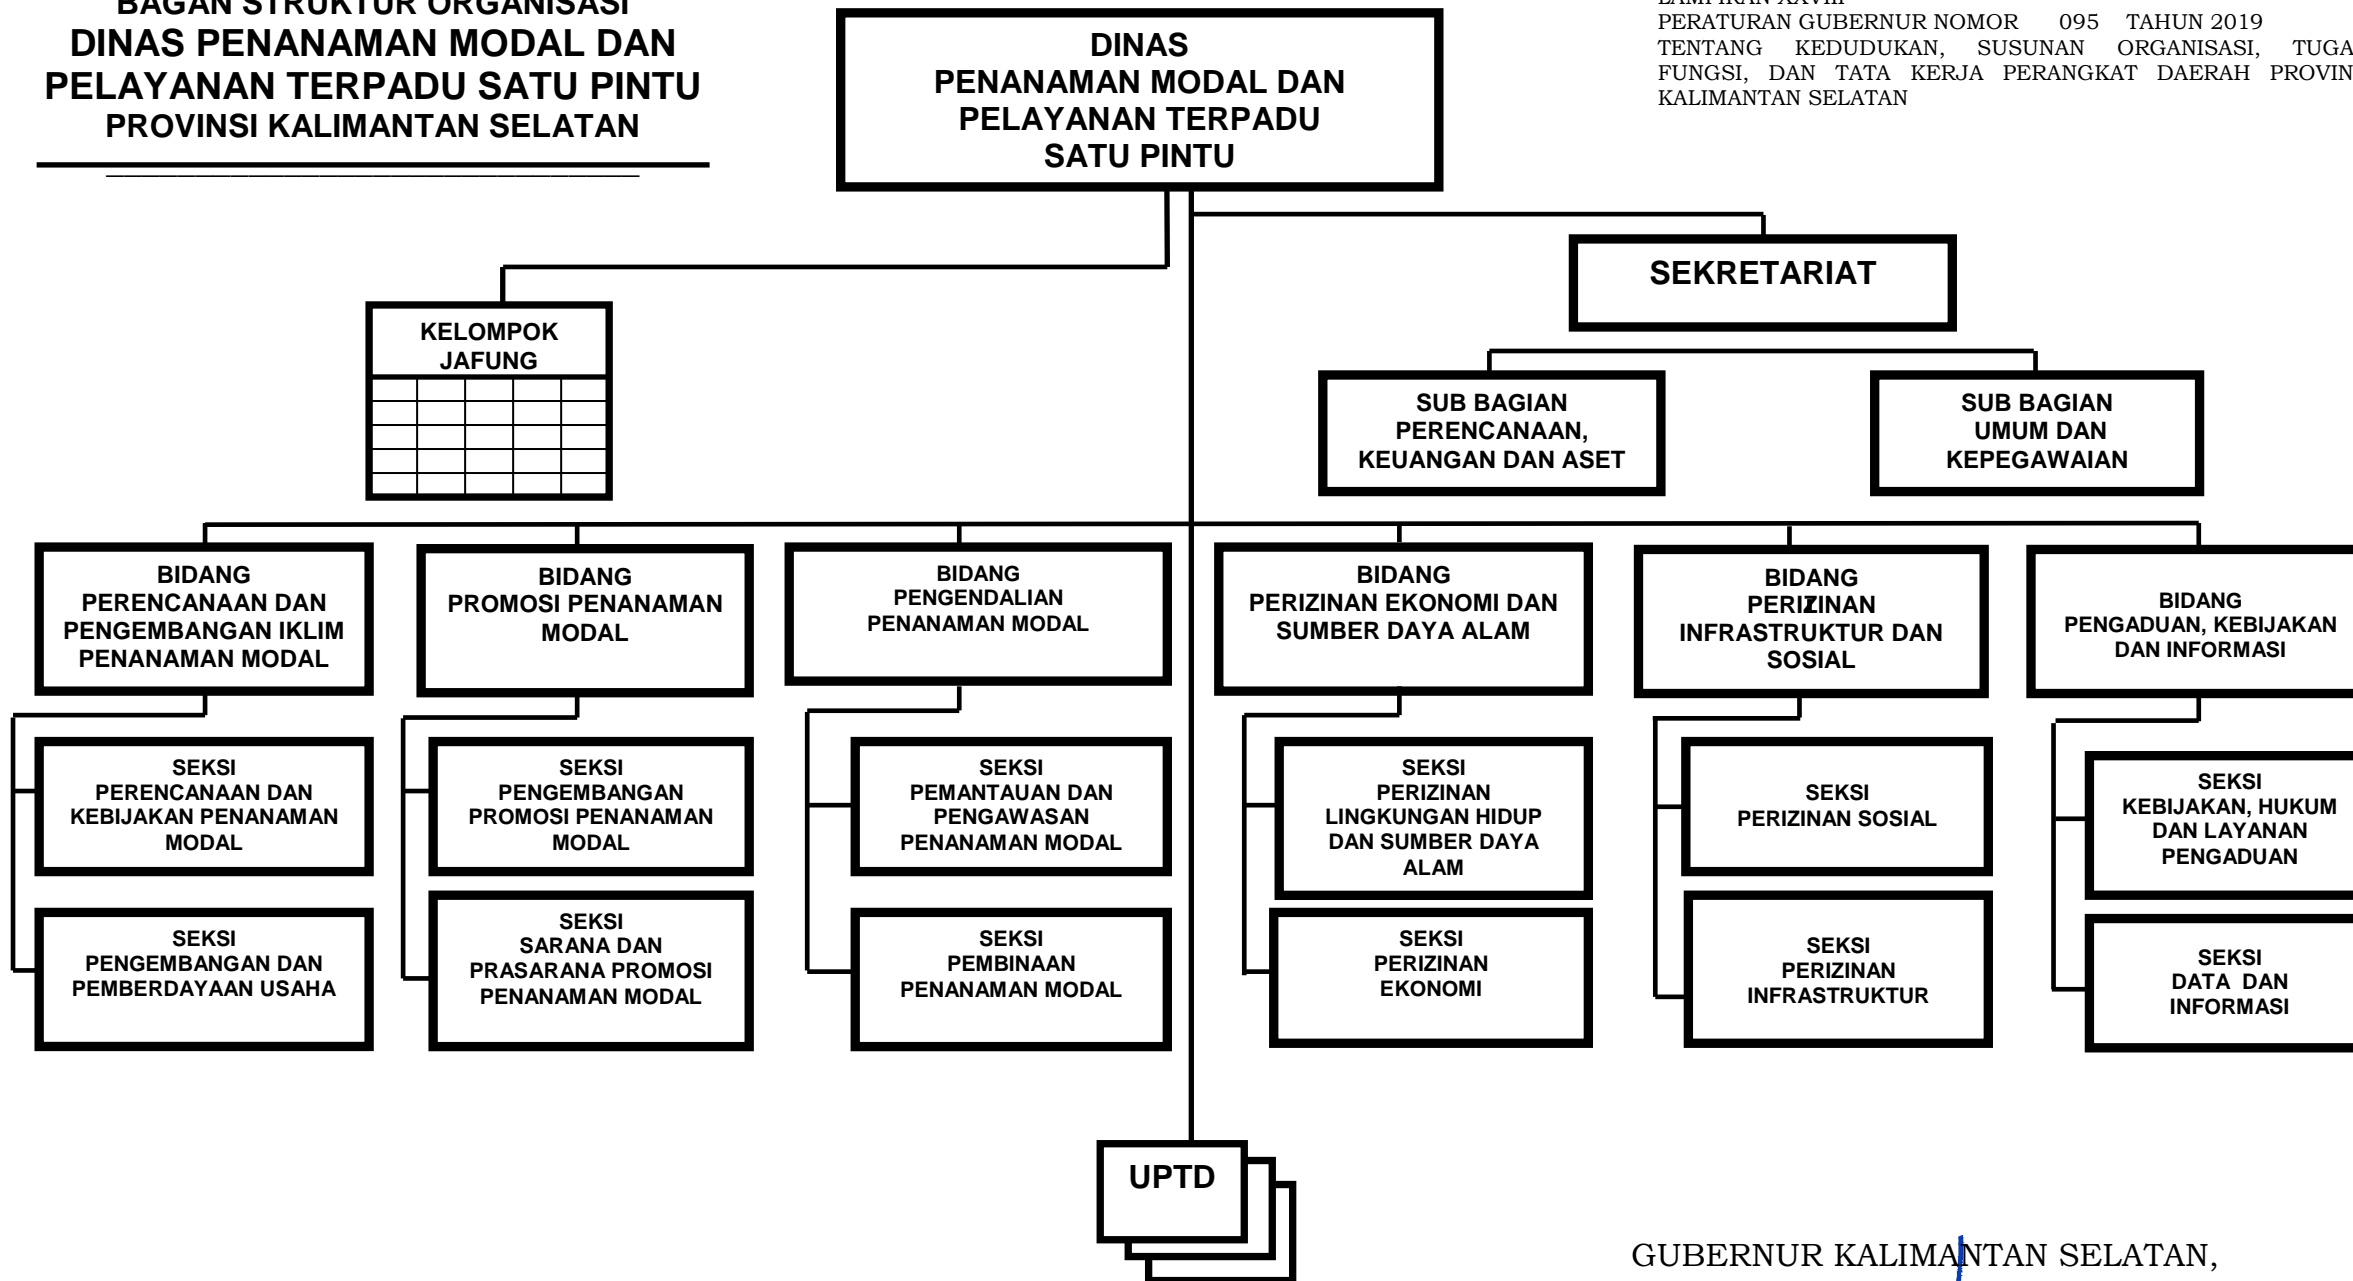 BAGAN STRUKTUR ORGANISASI
DINAS PENANAMAN MODAL DAN
PELAYANAN TERPADU SATU PINTU
PROVINSI KALIMANTAN SELATAN
LAMPIRAN XXVIII
PERATURAN GUBERNUR NOMOR 095 TAHUN 2019
TENTANG KEDUDUKAN, SUSUNAN ORGANISASI, TUGA
FUNGSI, DAN TATA KERJA PERANGKAT DAERAH PROVIN
KALIMANTAN SELATAN
DINAS
PENANAMAN MODAL DAN
PELAYANAN TERPADU
SATU PINTU
SEKRETARIAT
KELOMPOK
JAFUNG
SUB BAGIAN
PERENCANAAN,
KEUANGAN DAN ASET
SUB BAGIAN
UMUM DAN
KEPEGAWAIAN
BIDANG
PERENCANAAN DAN
PENGEMBANGAN IKLIM
PENANAMAN MODAL
BIDANG
PROMOSI PENANAMAN
MODAL
BIDANG
PENGENDALIAN
PENANAMAN MODAL
BIDANG
PERIZINAN EKONOMI DAN
SUMBER DAYA ALAM
BIDANG
PERIZINAN
INFRASTRUKTUR DAN
SOSIAL
BIDANG
PENGADUAN, KEBIJAKAN
DAN INFORMASI
SEKSI
PERENCANAAN DAN
KEBIJAKAN PENANAMAN
MODAL
SEKSI
PENGEMBANGAN
PROMOSI PENANAMAN
MODAL
SEKSI
PEMANTAUAN DAN
PENGAWASAN
PENANAMAN MODAL
SEKSI
PERIZINAN
LINGKUNGAN HIDUP
DAN SUMBER DAYA
ALAM
SEKSI
PERIZINAN SOSIAL
SEKSI
KEBIJAKAN, HUKUM
DAN LAYANAN
PENGADUAN
SEKSI
PENGEMBANGAN DAN
PEMBERDAYAAN USAHA
SEKSI
SARANA DAN
PRASARANA PROMOSI
PENANAMAN MODAL
SEKSI
PEMBINAAN
PENANAMAN MODAL
SEKSI
PERIZINAN
EKONOMI
SEKSI
PERIZINAN
INFRASTRUKTUR
SEKSI
DATA DAN
INFORMASI
UPTD
GUBERNUR KALIMANTAN SELATAN,